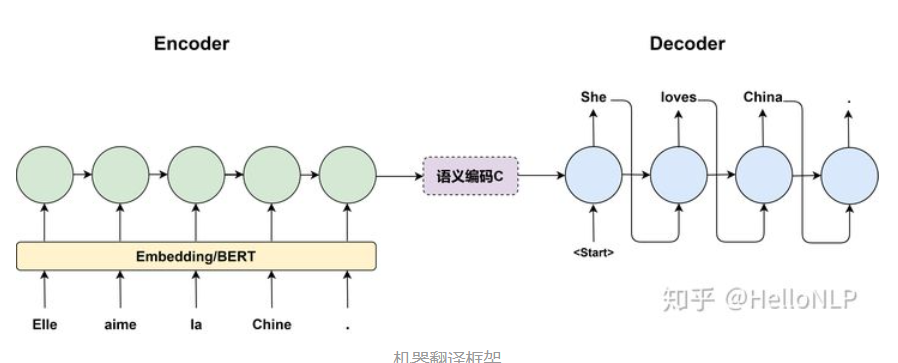 Encoder
Decoder
She loves China .
语义编码C
Embedding/BERT
<Start>
Elle aime la Chine .
知乎 @HelloNLP
机器翻译框架